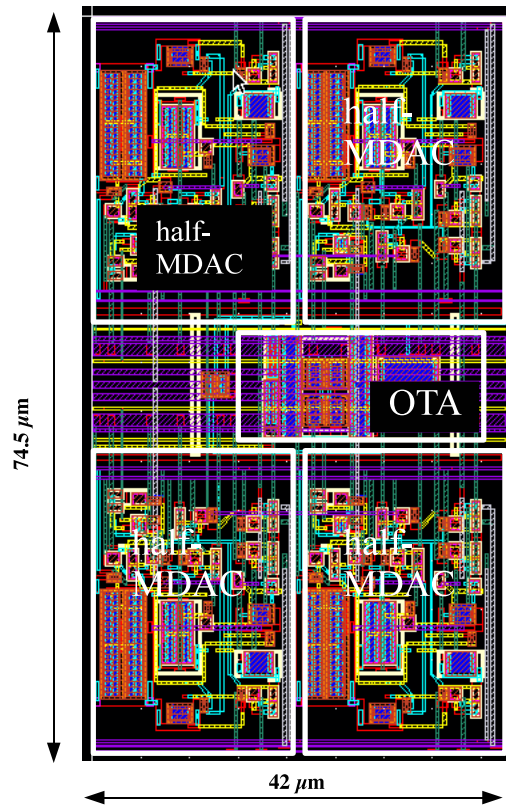 half-
MDAC
half-
MDAC
OTA
74.5 µm
half-
MDAC
half-
MDAC
42 µm